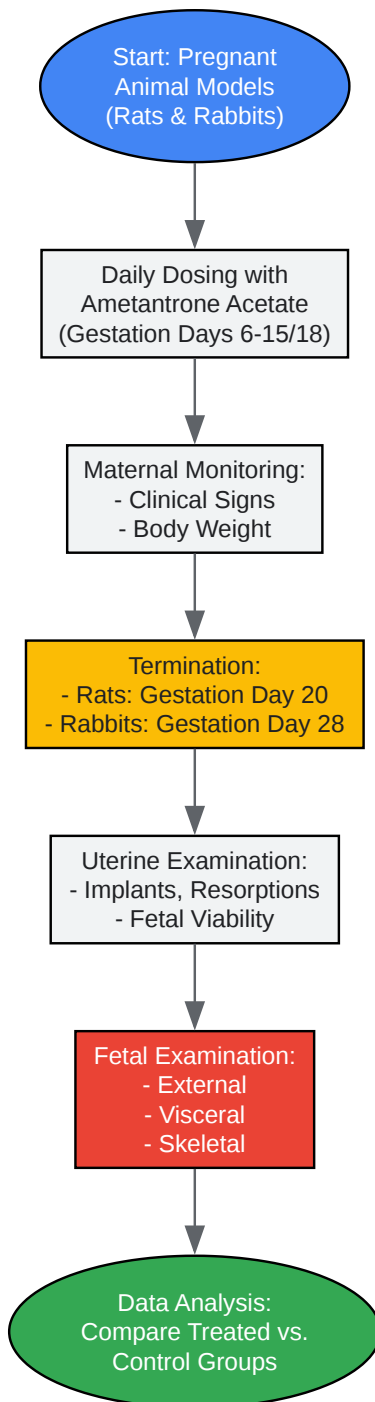 Start: Pregnant
Animal Models
(Rats & Rabbits)
Daily Dosing with
Ametantrone Acetate
(Gestation Days 6-15/18)
Maternal Monitoring:
- Clinical Signs
- Body Weight
Termination:
- Rats: Gestation Day 20
- Rabbits: Gestation Day 28
Uterine Examination:
- Implants, Resorptions
- Fetal Viability
Fetal Examination:
- External
- Visceral
- Skeletal
Data Analysis:
Compare Treated vs.
Control Groups